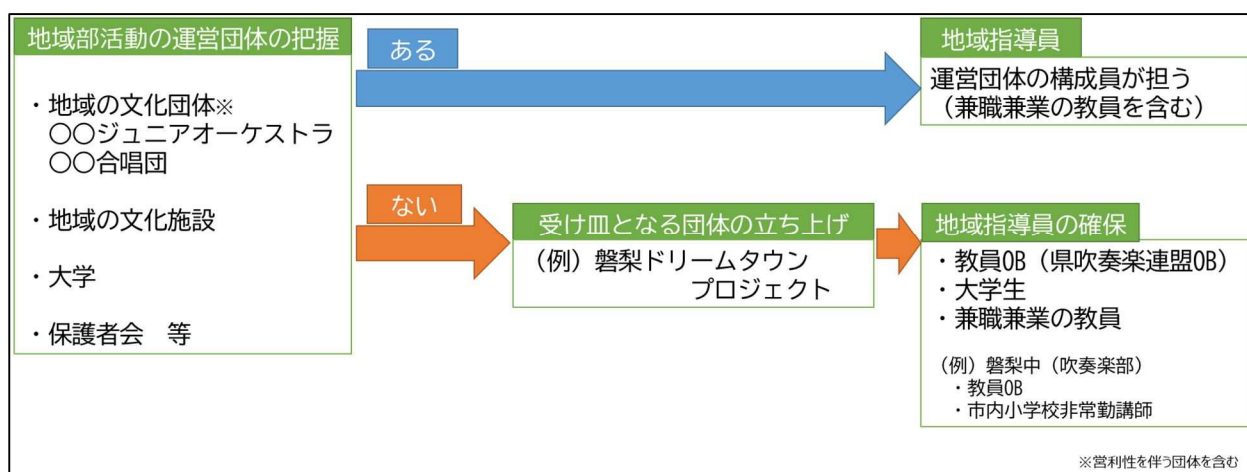 地域部活動の運営団体の把握
・地域の文化団体※
〇〇ジュニアオーケストラ
〇〇合唱団
・地域の文化施設
・大学
・保護者会　等
ある
地域指導員
運営団体の構成員が担う
（兼職兼業の教員を含む）
ない
受け皿となる団体の立ち上げ
（例）磐梨ドリームタウン
プロジェクト
地域指導員の確保
・教員OB（県吹奏楽連盟OB）
・大学生
・兼職兼業の教員
（例）磐梨中（吹奏楽部）
・教員OB
・市内小学校非常勤講師
※営利性を伴う団体を含む